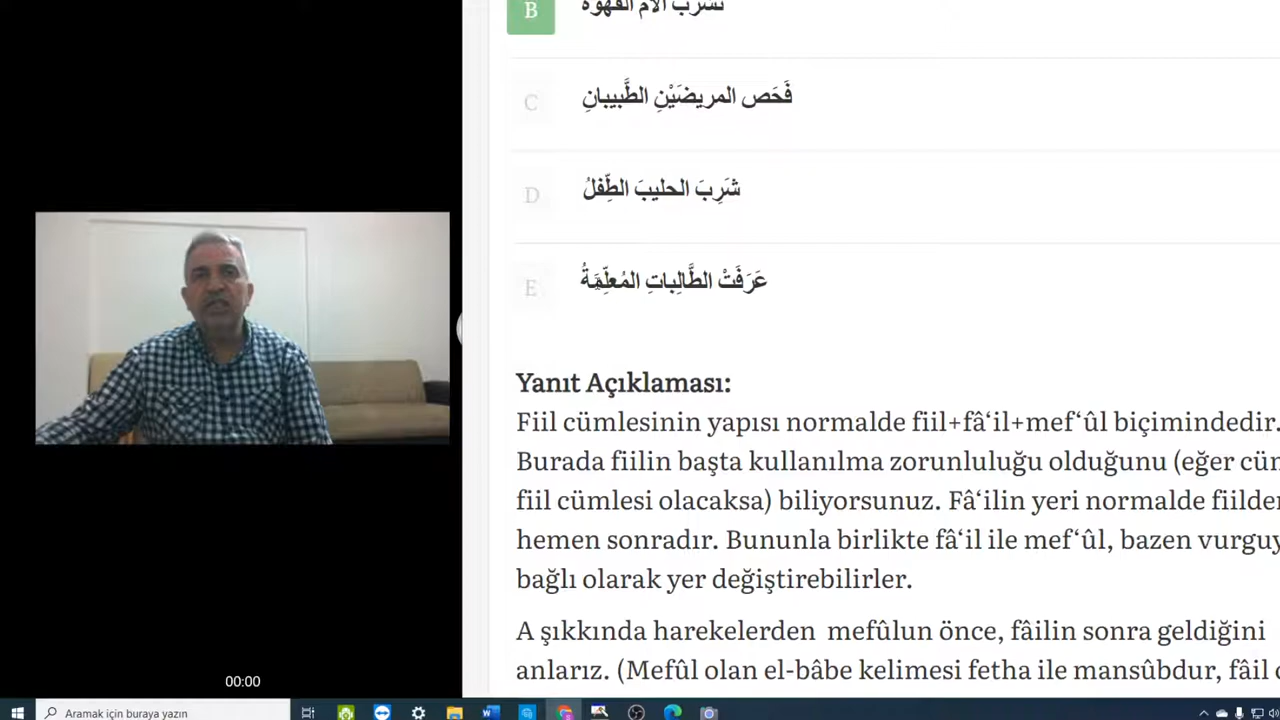 B
تشرب الأم القهوة
C
فَحَص المريضَيْنِ الطَّبيبانِ
D
شَرِبَ الحليبَ الطِّفلُ
E
عَرَفَتْ الطَّالِباتِ المُعلِّمَةُ
Yanıt Açıklaması:
Fiil cümlesinin yapısı normalde fiil+fâ‘il+mef‘ûl biçimindedir.
Burada fiilin başta kullanılma zorunluluğu olduğunu (eğer cün
fiil cümlesi olacaksa) biliyorsunuz. Fâ‘ilin yeri normalde fiilder
hemen sonradır. Bununla birlikte fâ‘il ile mef‘ûl, bazen vurguy
bağlı olarak yer değiştirebilirler.
A şıkkında harekelerden mefûlun önce, fâilin sonra geldiğini
anlarız. (Mefûl olan el-bâbe kelimesi fetha ile mansûbdur, fâil
00:00
Aramak için buraya yazın